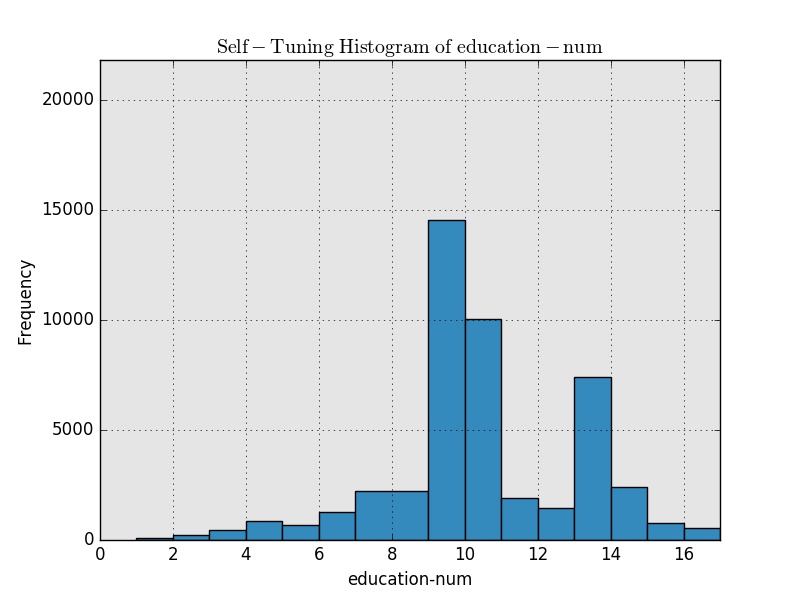 Self − Tuning Histogram of education − num
20000
15000
10000
5000
0
Frequency
0 2 4 6 8 10 12 14 16
education-num